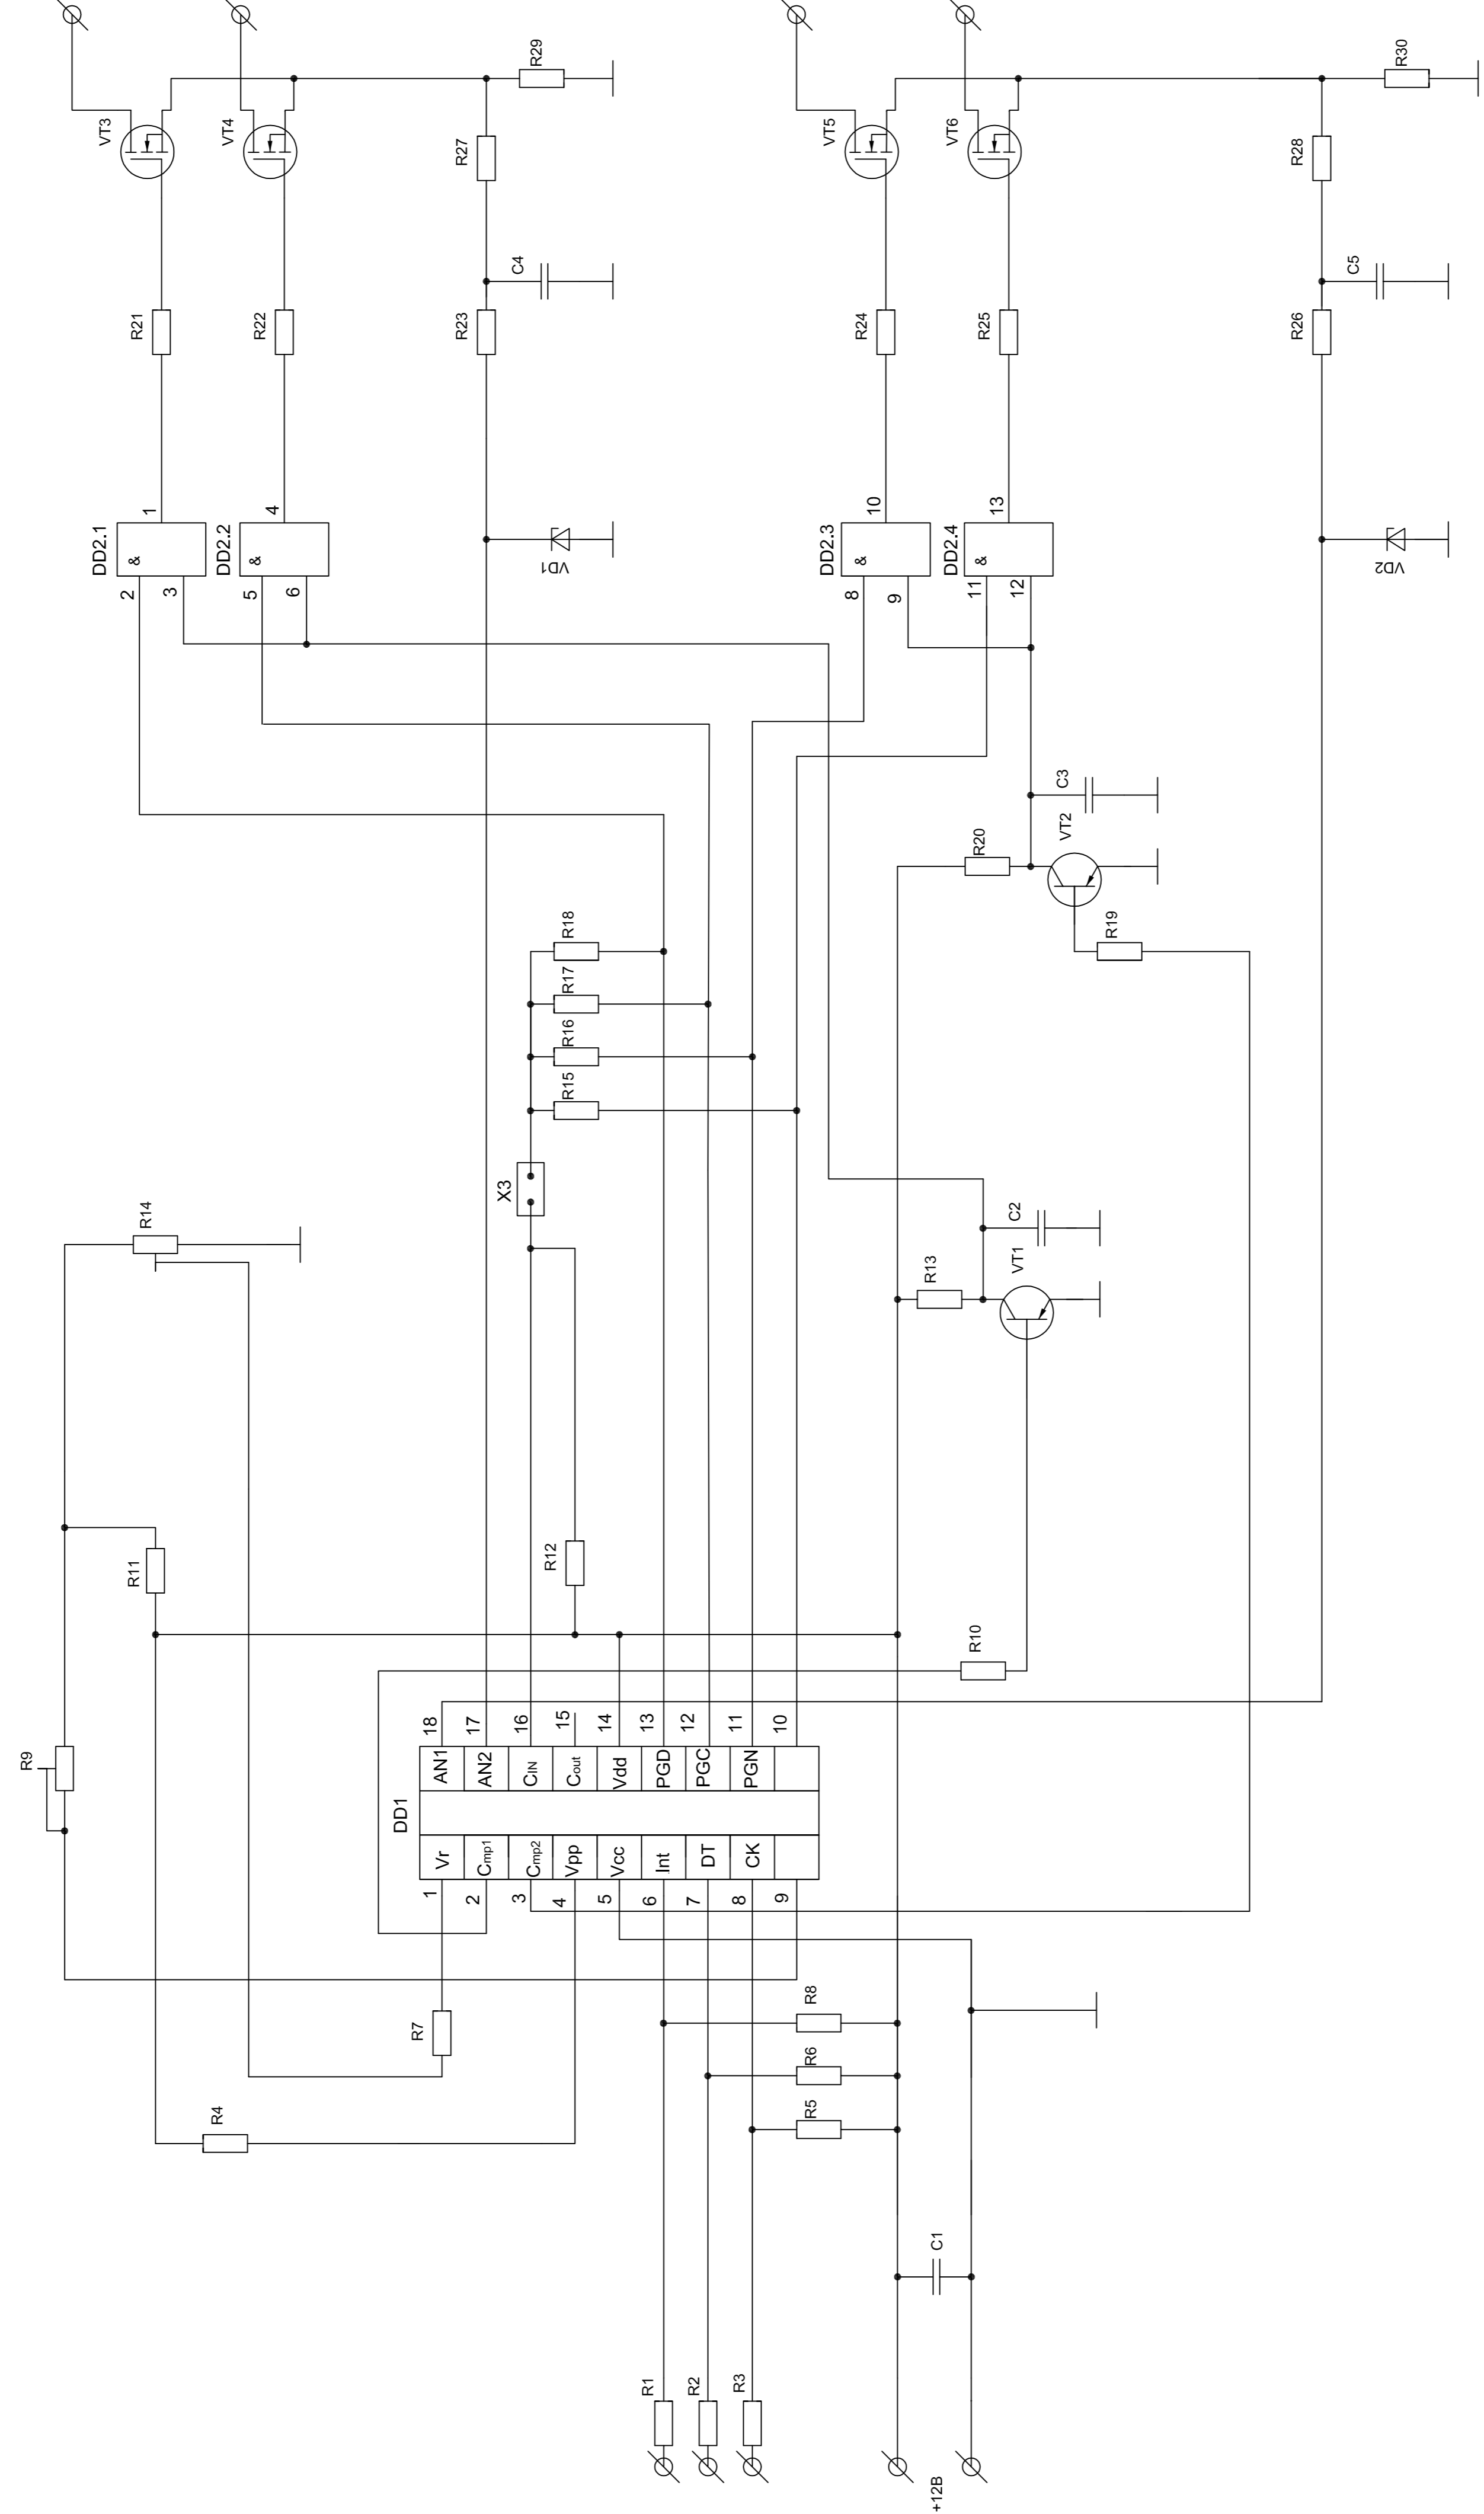 VT3
VT4
R29
R27
VT5
VT6
R28
R30
R21
R22
R23
C4
R24
R25
R26
C5
DD2.1
1
&
2
3
DD2.2
4
&
5
6
VD1
DD2.3
10
&
8
9
DD2.4
13
&
11
12
VD2
C3
VT2
R20
R19
R18
R17
R16
R15
X3
R14
C2
VT1
R13
R11
R12
R10
R9
DD1
18
17
16
15
14
13
12
11
10
AN1
AN2
CIN
Cout
Vdd
PGD
PGC
PGN
Vr
Cmp1
Cmp2
Vpp
Vcc
Int
DT
CK
1
2
3
4
5
6
7
8
9
R7
R8
R6
R5
R4
C1
R1
R2
R3
+12В